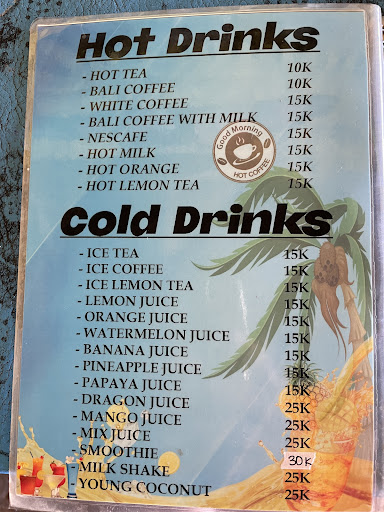 Hot Drinks
- HOT TEA 10K
- BALI COFFEE 10K
- WHITE COFFEE 15K
- BALI COFFEE WITH MILK 15K
- NESCAFE 15K
- HOT MILK 15K
- HOT ORANGE 15K
- HOT LEMON TEA 15K
Good Morning
HOT COFFEE
Cold Drinks
- ICE TEA 15K
- ICE COFFEE 15K
- ICE LEMON TEA 15K
- LEMON JUICE 15K
- ORANGE JUICE 15K
- WATERMELON JUICE 15K
- BANANA JUICE 15K
- PINEAPPLE JUICE 15K
- PAPAYA JUICE 15K
- DRAGON JUICE 25K
- MANGO JUICE 25K
- MIX JUICE 25K
- SMOOTHIE 30K
- MILK SHAKE 25K
- YOUNG COCONUT 25K